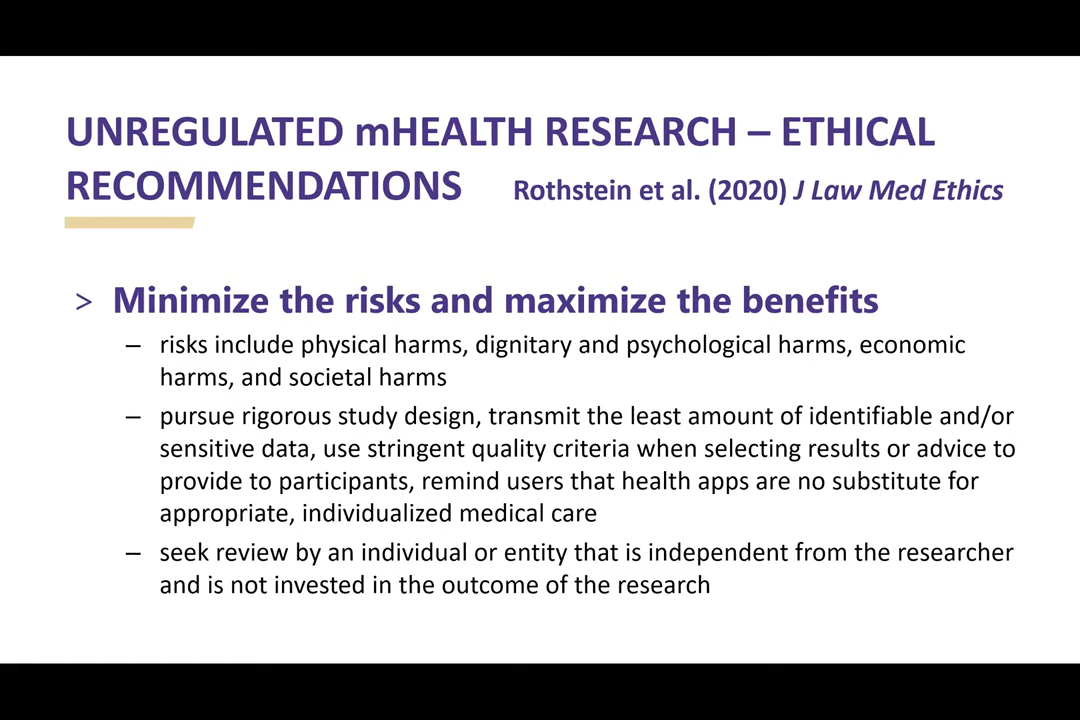 UNREGULATED mHEALTH RESEARCH – ETHICAL
RECOMMENDATIONS Rothstein et al. (2020) J Law Med Ethics
> Minimize the risks and maximize the benefits
– risks include physical harms, dignitary and psychological harms, economic
harms, and societal harms
– pursue rigorous study design, transmit the least amount of identifiable and/or
sensitive data, use stringent quality criteria when selecting results or advice to
provide to participants, remind users that health apps are no substitute for
appropriate, individualized medical care
– seek review by an individual or entity that is independent from the researcher
and is not invested in the outcome of the research